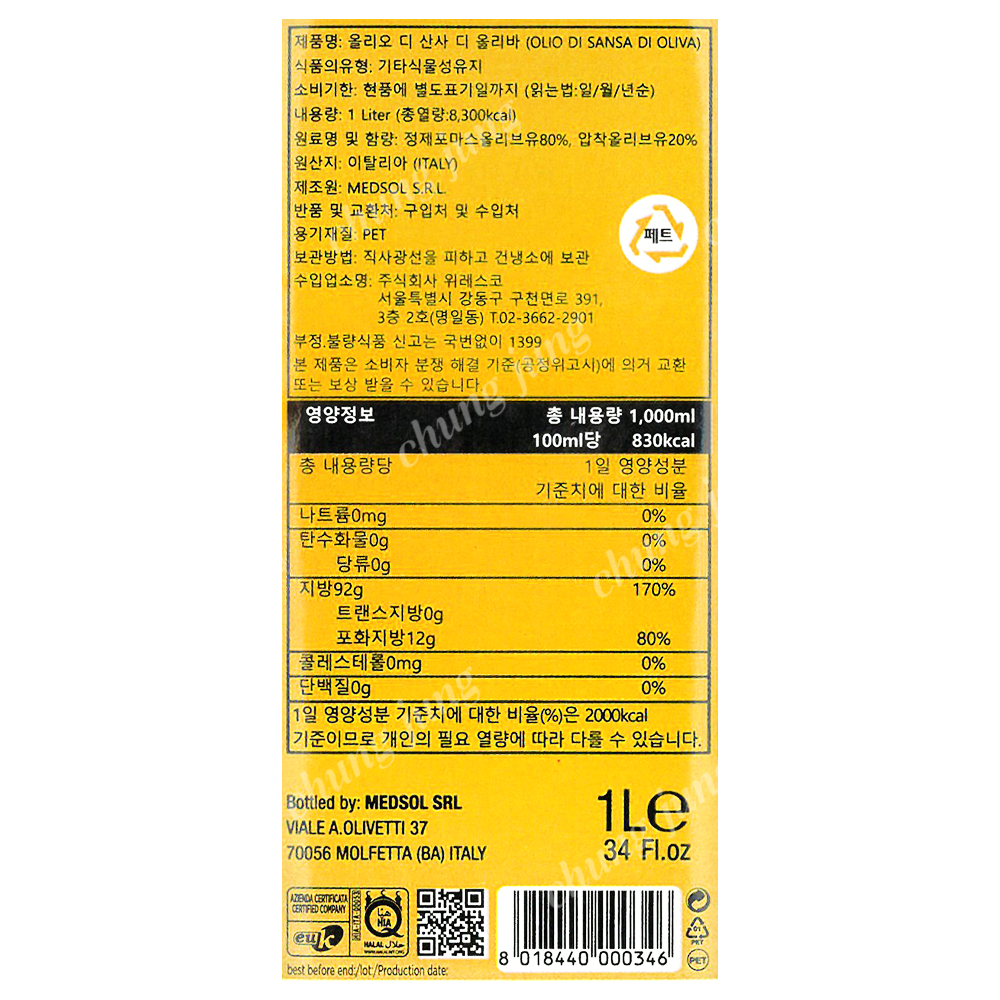 제품명: 올리오 디 산사 디 올리바 (OLIO DI SANSA DI OLIVA)
식품의유형: 기타식물성유지
소비기한: 현품에 별도표기일까지 (읽는법:일/월/년순)
내용량: 1 Liter (총열량:8,300kcal)
원료명 및 함량: 정제포마스올리브유80%, 압착올리브유20%
원산지: 이탈리아 (ITALY)
제조원: MEDSOL S.R.L.
반품 및 교환처: 구입처 및 수입처
용기재질: PET
페트
보관방법: 직사광선을 피하고 건냉소에 보관
수입업소명: 주식회사 위레스코
서울특별시 강동구 구천면로 391,
3층 2호(명일동) T.02-3662-2901
부정.불량식품 신고는 국번없이 1399
본 제품은 소비자 분쟁 해결 기준(공정위고시)에 의거 교환
또는 보상 받을 수 있습니다.
영양정보 총 내용량 1,000ml
100ml당 830kcal
총 내용량당 1일 영양성분
기준치에 대한 비율
나트륨0mg 0%
탄수화물0g 0%
당류0g 0%
지방92g 170%
트랜스지방0g
포화지방12g 80%
콜레스테롤0mg 0%
단백질0g 0%
1일 영양성분 기준치에 대한 비율(%)은 2000kcal
기준이므로 개인의 필요 열량에 따라 다를 수 있습니다.
Bottled by: MEDSOL SRL
VIALE A.OLIVETTI 37
70056 MOLFETTA (BA) ITALY
1L e
34 Fl.oz
AZIENDA CERTIFICATA
CERTIFIED COMPANY
euk
HIA
HALAL حلال
8 018440 000346
01
PET
PET
best before end:/lot:/Production date:
chung jung
chung jung
chung jung
chung jung
chung jung